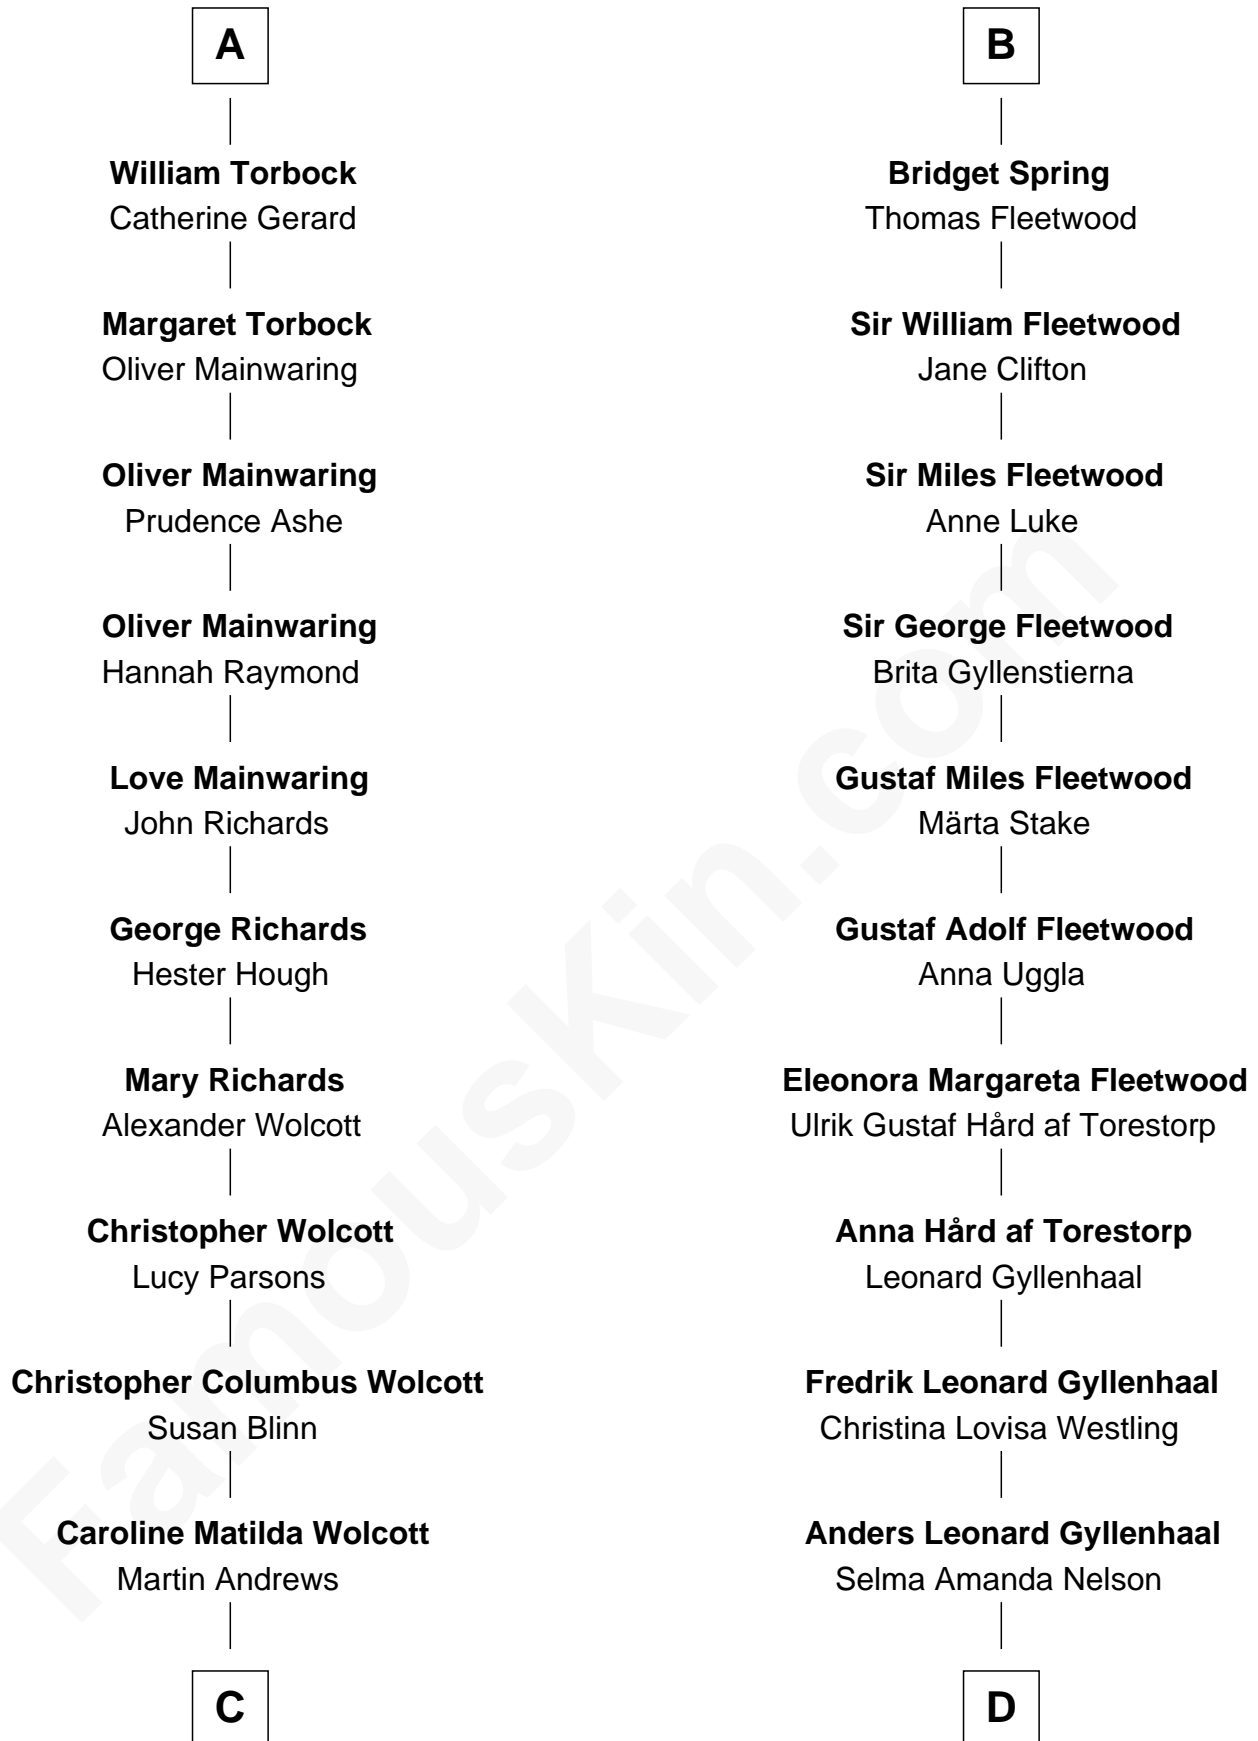 A
William Torbock
Catherine Gerard
Margaret Torbock
Oliver Mainwaring
Oliver Mainwaring
Prudence Ashe
Oliver Mainwaring
Hannah Raymond
Love Mainwaring
John Richards
George Richards
Hester Hough
Mary Richards
Alexander Wolcott
Christopher Wolcott
Lucy Parsons
Christopher Columbus Wolcott
Susan Blinn
Caroline Matilda Wolcott
Martin Andrews
C
B
Bridget Spring
Thomas Fleetwood
Sir William Fleetwood
Jane Clifton
Sir Miles Fleetwood
Anne Luke
Sir George Fleetwood
Brita Gyllenstierna
Gustaf Miles Fleetwood
Märta Stake
Gustaf Adolf Fleetwood
Anna Uggla
Eleonora Margareta Fleetwood
Ulrik Gustaf Hård af Torestorp
Anna Hård af Torestorp
Leonard Gyllenhaal
Fredrik Leonard Gyllenhaal
Christina Lovisa Westling
Anders Leonard Gyllenhaal
Selma Amanda Nelson
D
FamousKin.com